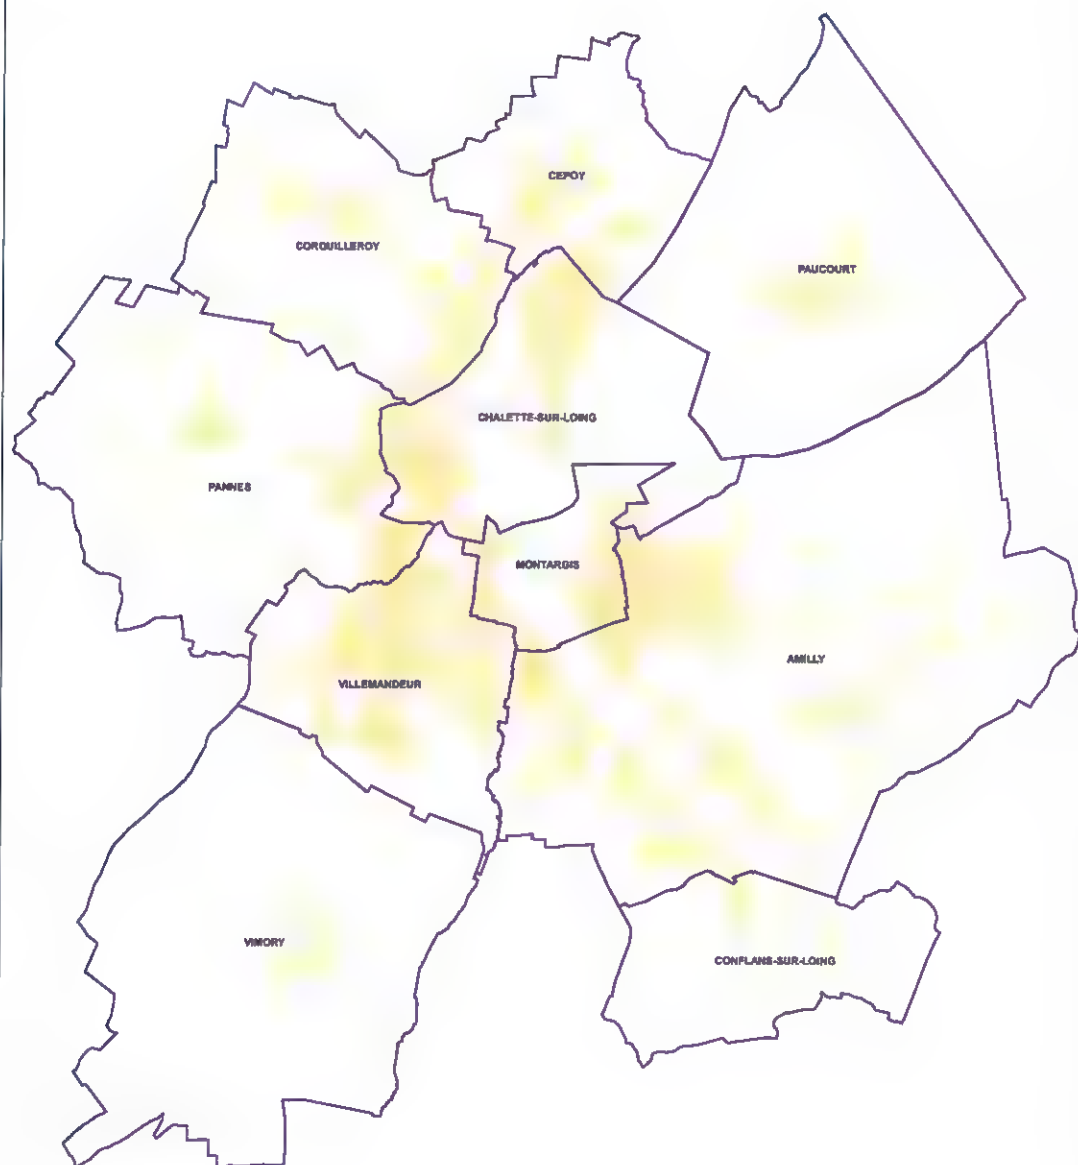 CEPOY
CORQUILLEROY
PAUCOURT
CHALETTE-SUR-LOING
PANNES
MONTARGIS
AMILLY
VILLEMANDEUR
VIMORY
CONFLANS-SUR-LOING